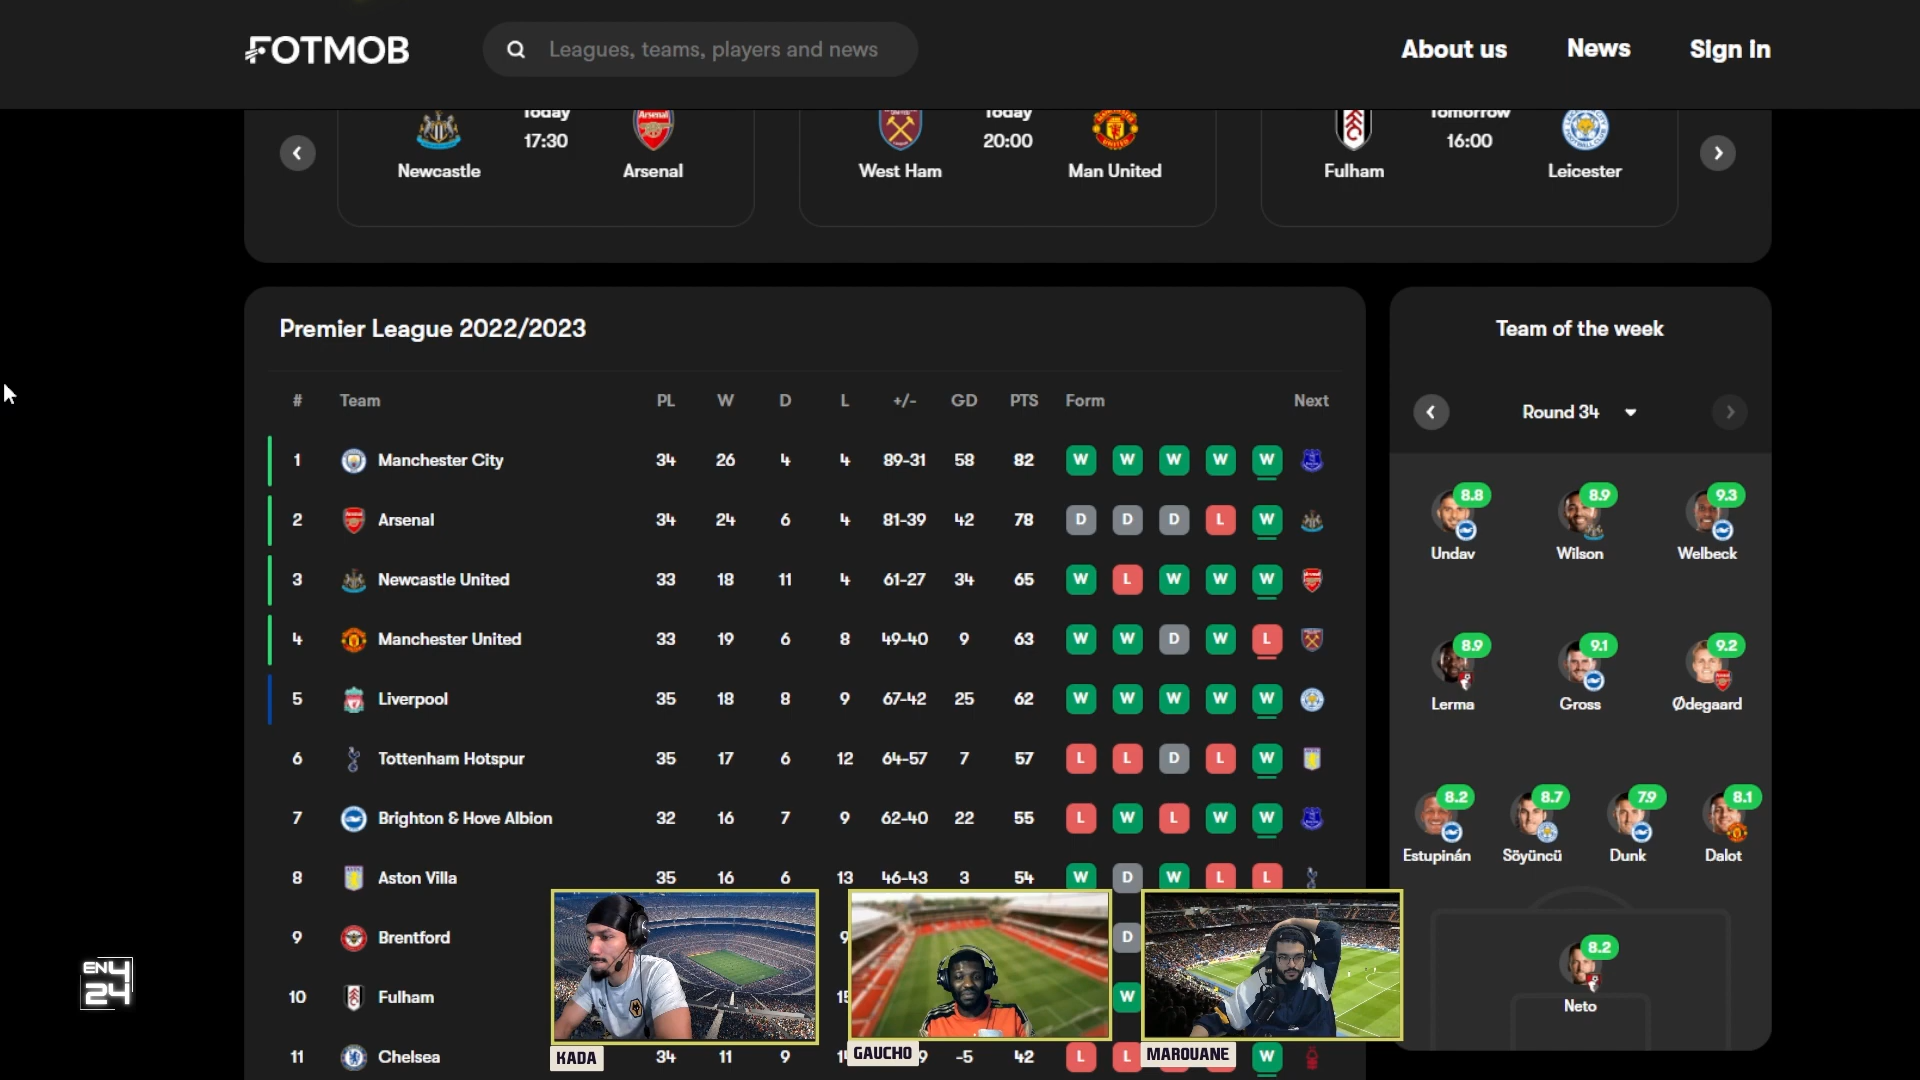 FOTMOB
Leagues, teams, players and news
About us
News
Sign in
Today
17:30
Newcastle
Arsenal
Today
20:00
West Ham
Man United
Tomorrow
16:00
Fulham
Leicester
Premier League 2022/2023
# Team PL W D L +/- GD PTS Form Next
1 Manchester City 34 26 4 4 89-31 58 82 W W W W W
2 Arsenal 34 24 6 4 81-39 42 78 D D D L W
3 Newcastle United 33 18 11 4 61-27 34 65 W L W W W
4 Manchester United 33 19 6 8 49-40 9 63 W W D W L
5 Liverpool 35 18 8 9 67-42 25 62 W W W W W
6 Tottenham Hotspur 35 17 6 12 64-57 7 57 L L D L W
7 Brighton & Hove Albion 32 16 7 9 62-40 22 55 L W L W W
8 Aston Villa 35 16 6 13 46-43 3 54 W D W L L
9 Brentford 9 D
10 Fulham W
11 Chelsea 34 11 9 -5 42 L L W
Team of the week
Round 34
8.8 8.9 9.3
Undav Wilson Welbeck
8.9 9.1 9.2
Lerma Gross Ødegaard
8.2 8.7 7.9 8.1
Estupinán Söyüncü Dunk Dalot
8.2
Neto
KADA
GAUCHO
MAROUANE
EN 4
24